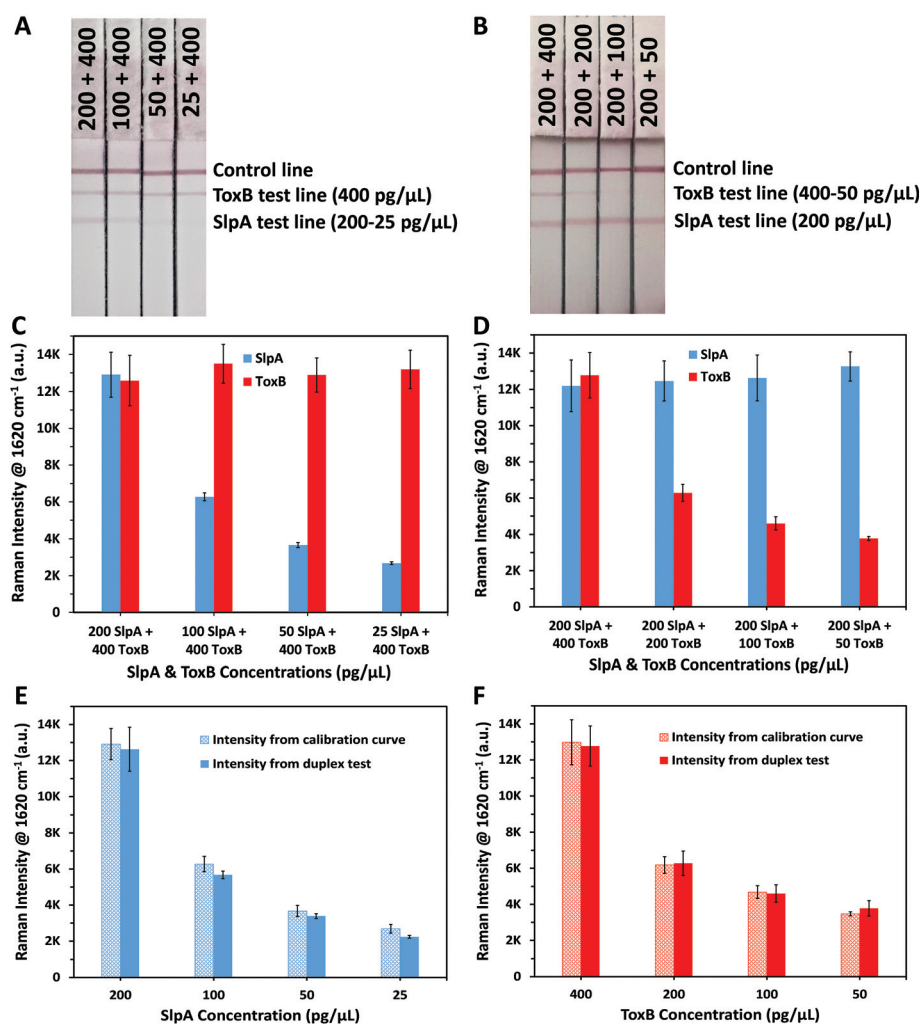 A
200 + 400
100 + 400
50 + 400
25 + 400
Control line
ToxB test line (400 pg/µL)
SlpA test line (200-25 pg/µL)
B
200 + 400
200 + 200
200 + 100
200 + 50
Control line
ToxB test line (400-50 pg/µL)
SlpA test line (200 pg/µL)
C
Raman Intensity @ 1620 cm⁻¹ (a.u.)
14K
12K
10K
8K
6K
4K
2K
0
SlpA
ToxB
200 SlpA + 400 ToxB
100 SlpA + 400 ToxB
50 SlpA + 400 ToxB
25 SlpA + 400 ToxB
SlpA & ToxB Concentrations (pg/µL)
D
Raman Intensity @ 1620 cm⁻¹ (a.u.)
14K
12K
10K
8K
6K
4K
2K
0
SlpA
ToxB
200 SlpA + 400 ToxB
200 SlpA + 200 ToxB
200 SlpA + 100 ToxB
200 SlpA + 50 ToxB
SlpA & ToxB Concentrations (pg/µL)
E
Raman Intensity @ 1620 cm⁻¹ (a.u.)
14K
12K
10K
8K
6K
4K
2K
0
Intensity from calibration curve
Intensity from duplex test
200
100
50
25
SlpA Concentration (pg/µL)
F
Raman Intensity @ 1620 cm⁻¹ (a.u.)
14K
12K
10K
8K
6K
4K
2K
0
Intensity from calibration curve
Intensity from duplex test
400
200
100
50
ToxB Concentration (pg/µL)